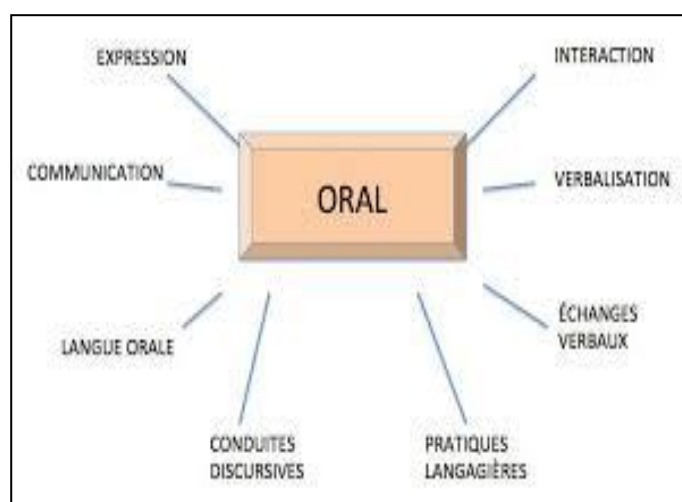 EXPRESSION
INTERACTION
COMMUNICATION
ORAL
VERBALISATION
LANGUE ORALE
ÉCHANGES
VERBAUX
CONDUITES
DISCURSIVES
PRATIQUES
LANGAGIÈRES